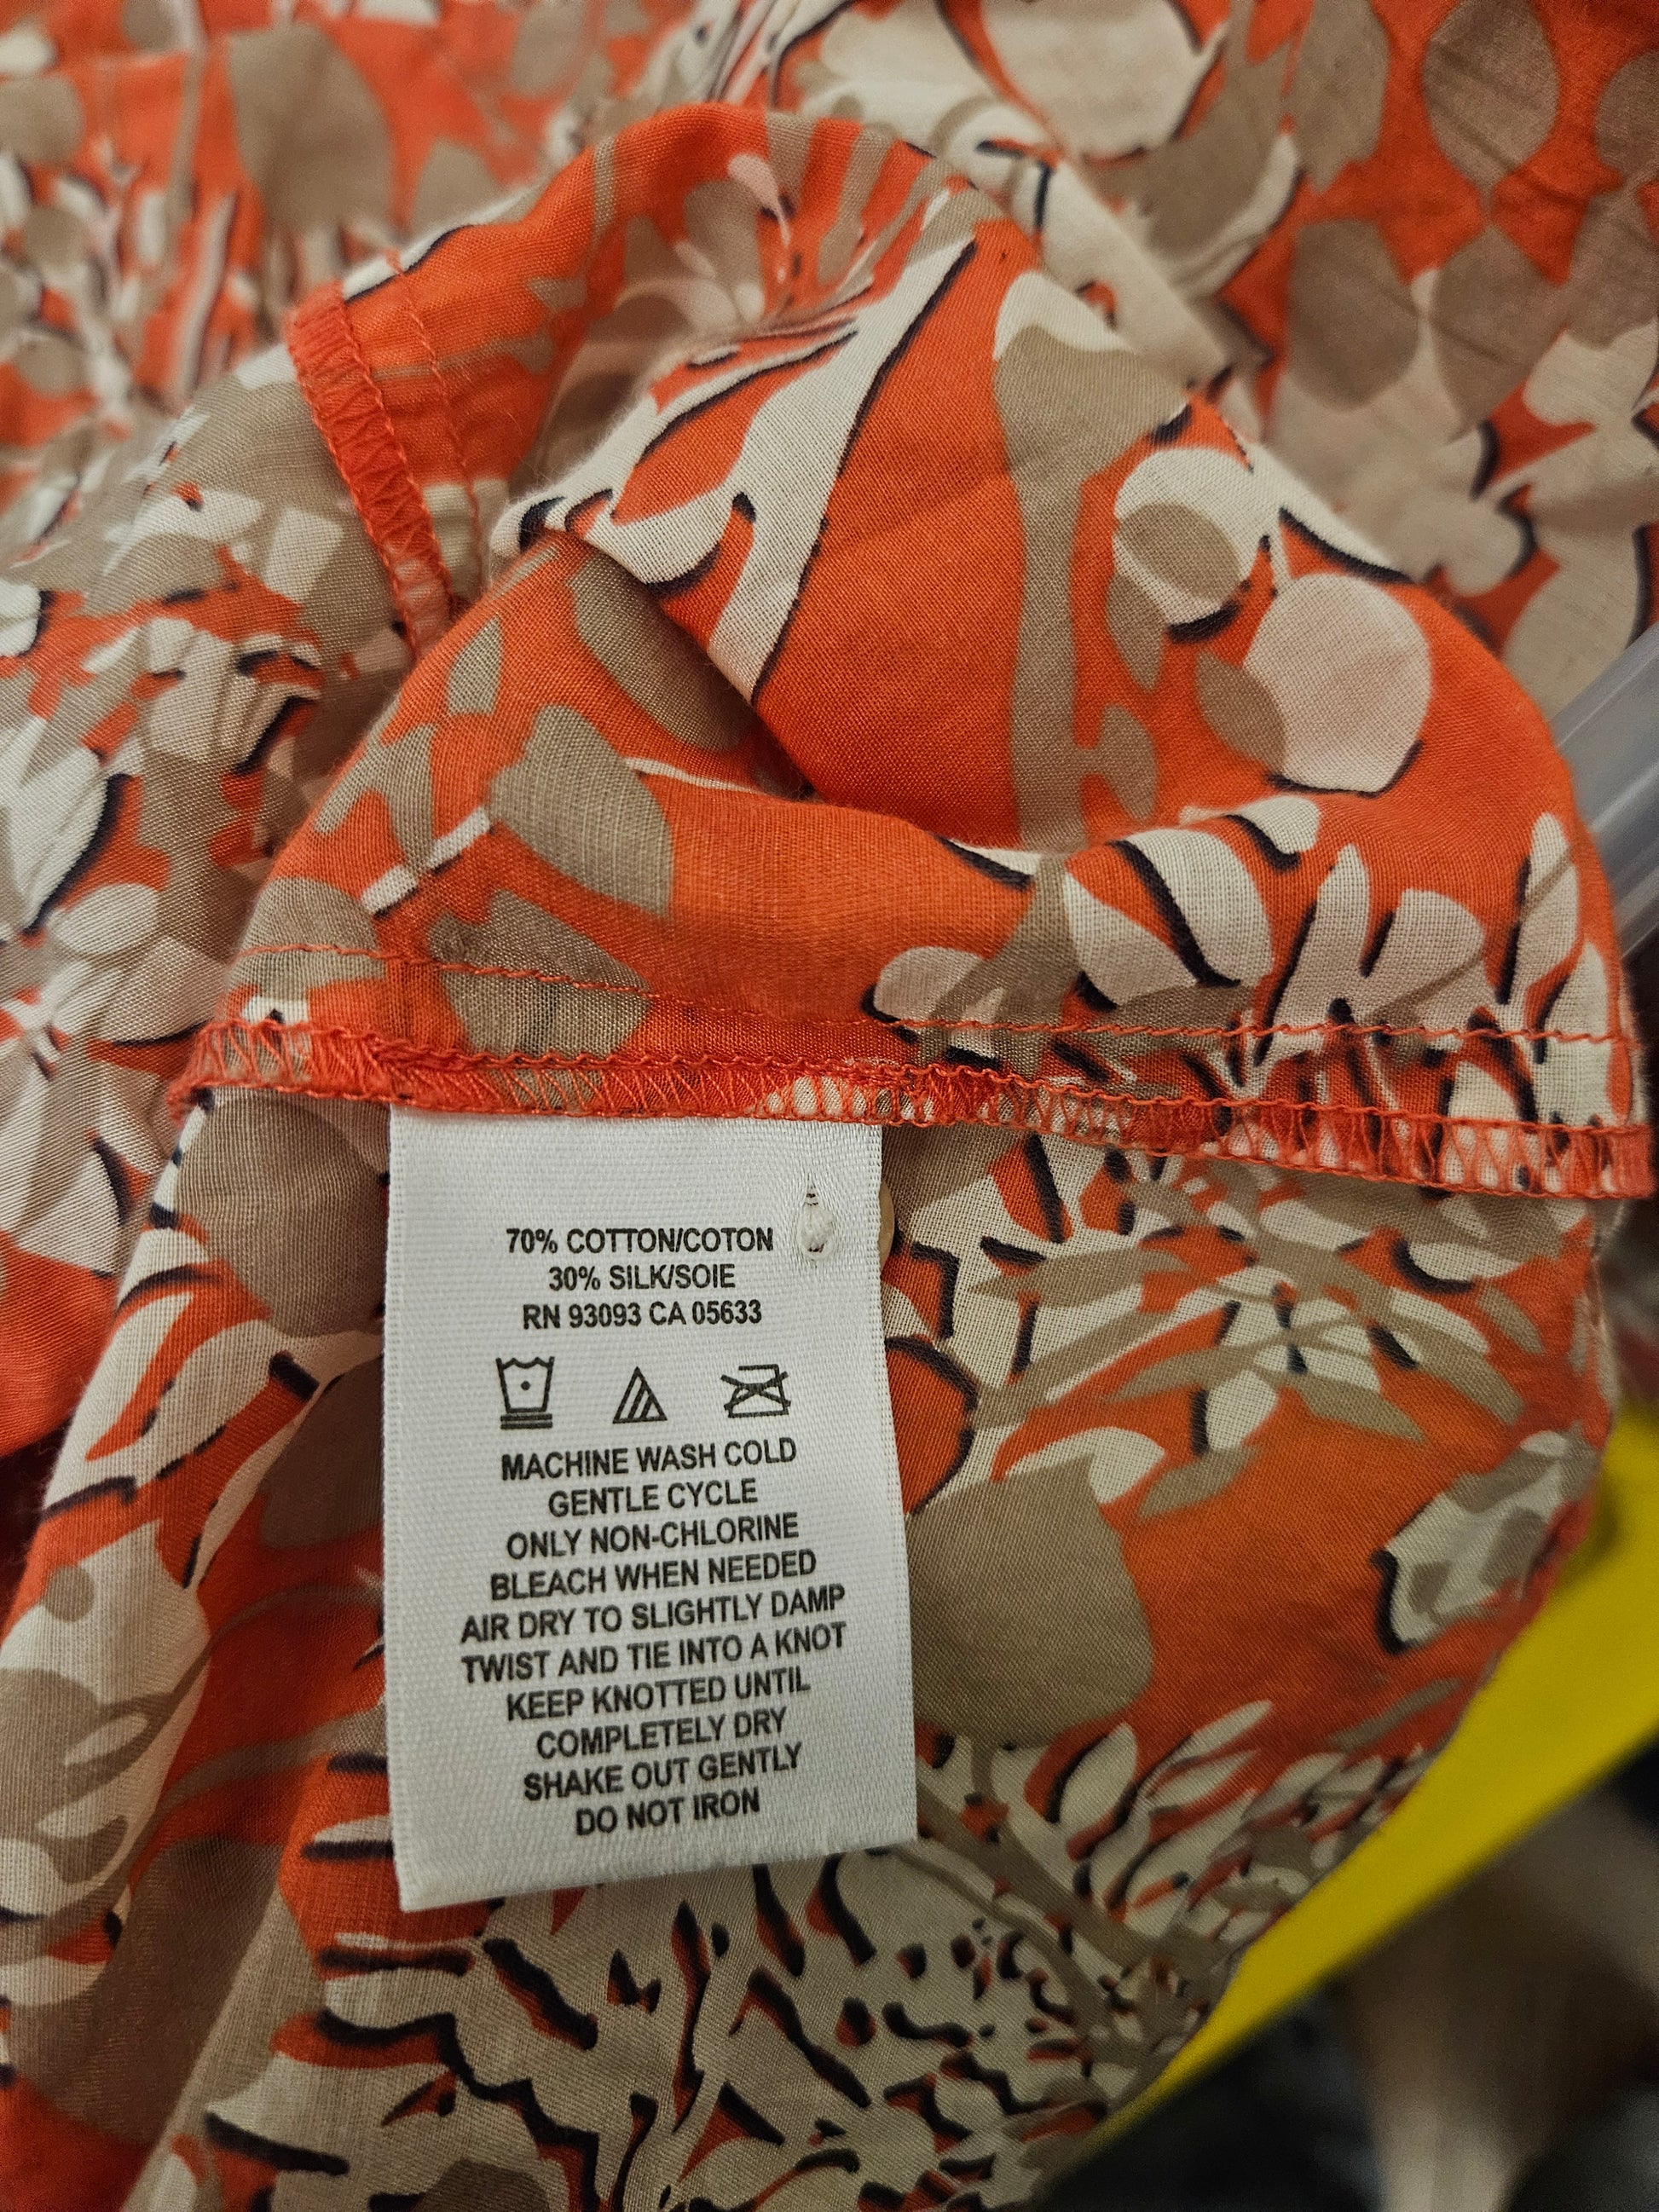 70% COTTON/COTON
30% SILK/SOIE
RN 93093 CA 05633
MACHINE WASH COLD
GENTLE CYCLE
ONLY NON-CHLORINE
BLEACH WHEN NEEDED
AIR DRY TO SLIGHTLY DAMP
TWIST AND TIE INTO A KNOT
KEEP KNOTTED UNTIL
COMPLETELY DRY
SHAKE OUT GENTLY
DO NOT IRON